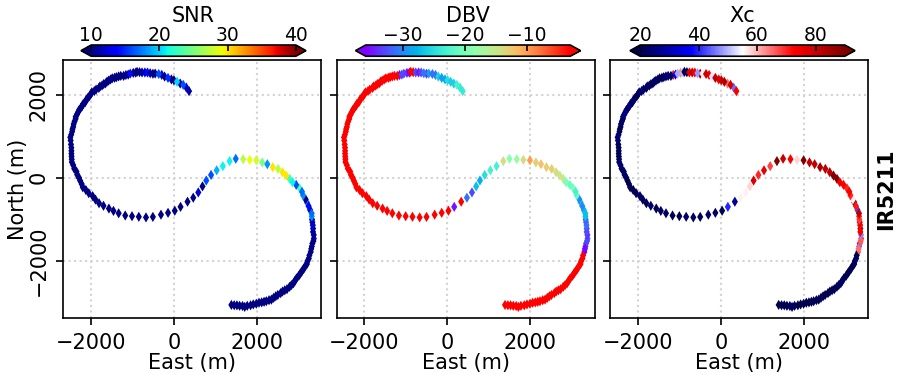 SNR DBV Xc
10 20 30 40 −30 −20 −10 20 40 60 80
North (m)
2000
0
−2000
−2000 0 2000 −2000 0 2000 −2000 0 2000
East (m) East (m) East (m)
IR5211